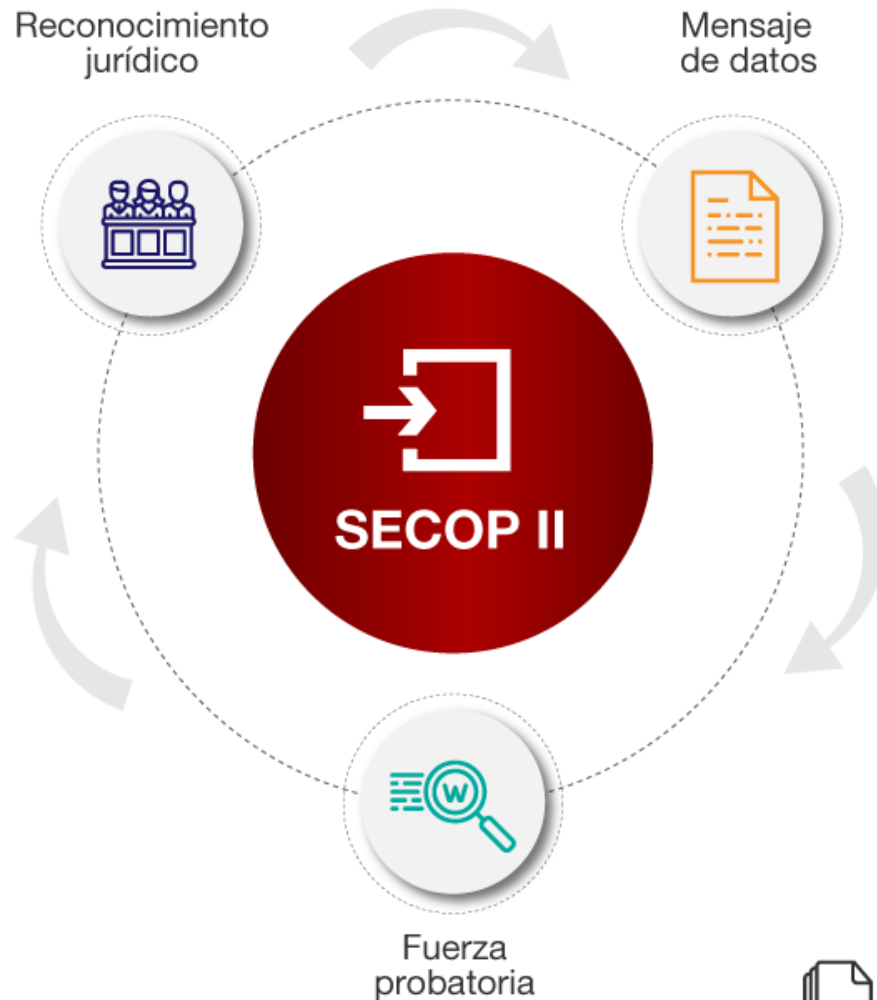 Reconocimiento
jurídico
Mensaje
de datos
SECOP II
W
Fuerza
probatoria